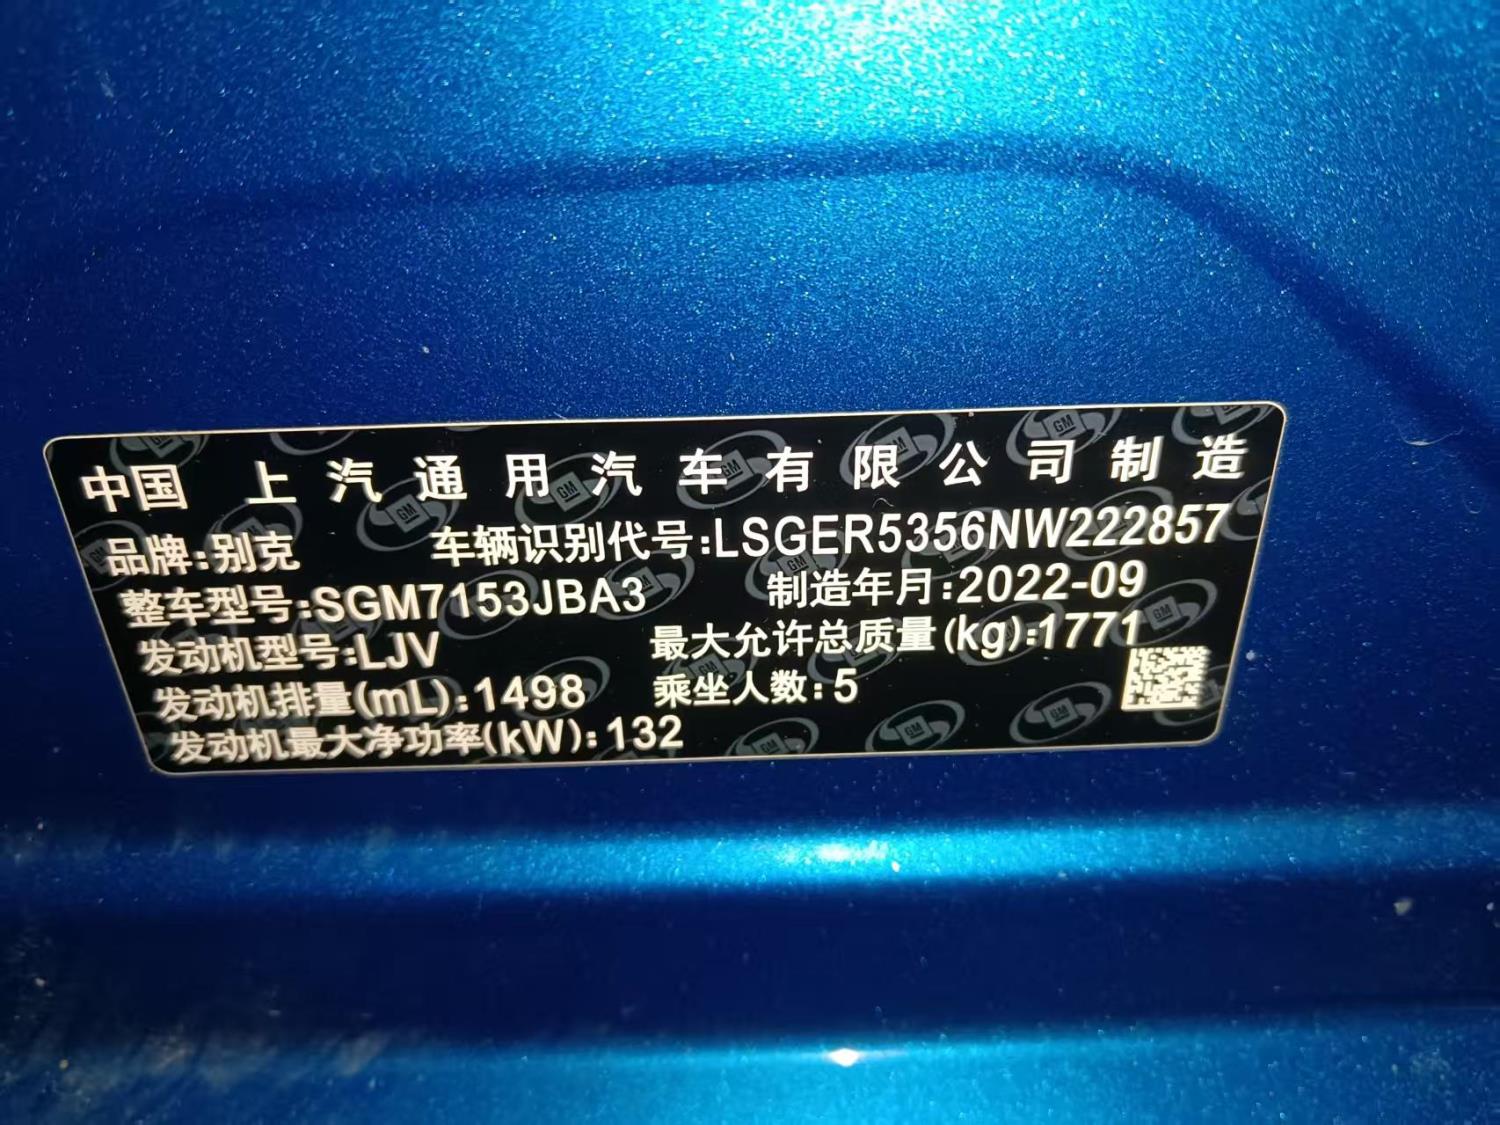 中国 上汽通用汽车有限公司制造
品牌:别克 车辆识别代号:LSGER5356NW222857
整车型号:SGM7153JBA3 制造年月:2022-09
发动机型号:LJV 最大允许总质量(kg):1771
发动机排量(mL):1498 乘坐人数:5
发动机最大净功率(kW):132